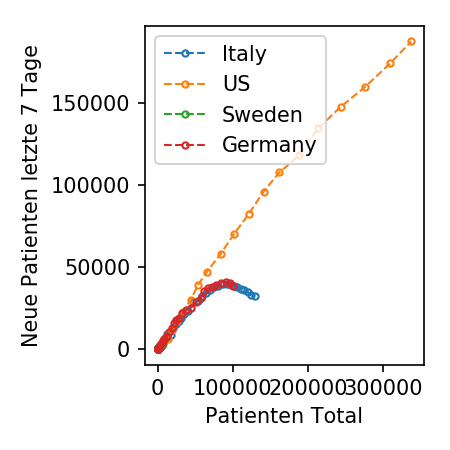 Italy
US
Sweden
Germany
Neue Patienten letzte 7 Tage
150000
100000
50000
0
0 100000 200000 300000
Patienten Total